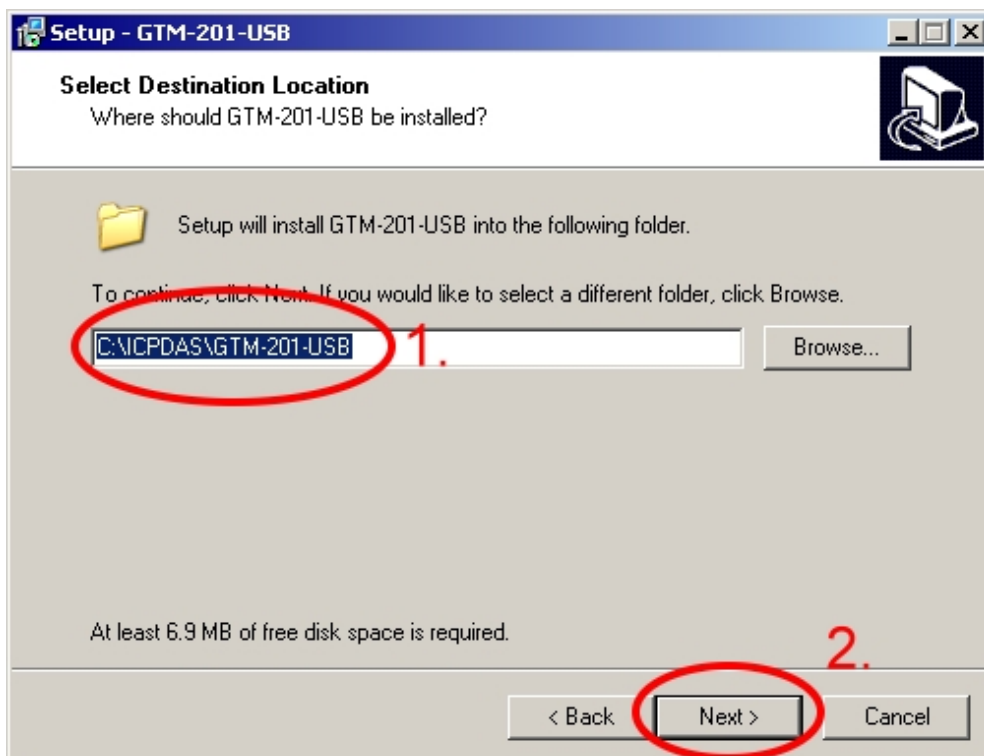 Setup - GTM-201-USB
Select Destination Location
Where should GTM-201-USB be installed?
Setup will install GTM-201-USB into the following folder.
To continue, click Next. If you would like to select a different folder, click Browse.
C:\ICPDAS\GTM-201-USB 1. Browse...
At least 6.9 MB of free disk space is required.
2.
< Back Next > Cancel